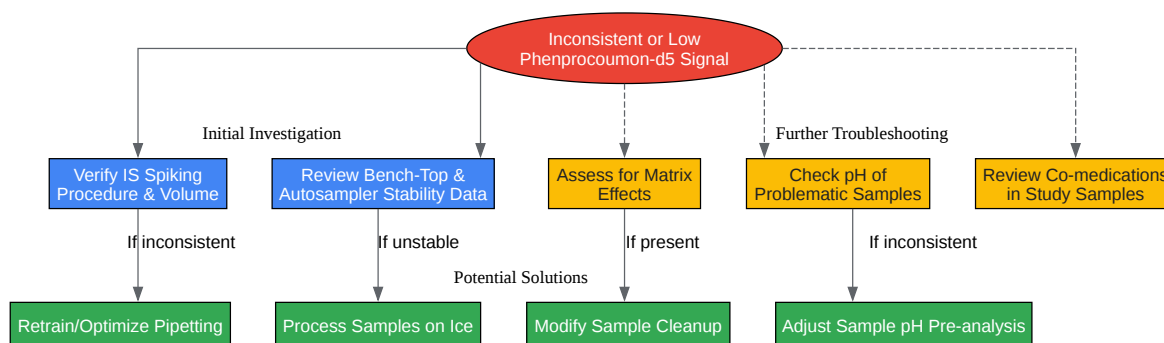 Inconsistent or Low
Phenprocoumon-d5 Signal
Initial Investigation
Further Troubleshooting
Verify IS Spiking
Procedure & Volume
Review Bench-Top &
Autosampler Stability Data
Assess for Matrix
Effects
Check pH of
Problematic Samples
Review Co-medications
in Study Samples
If inconsistent
If unstable
If present
If inconsistent
Potential Solutions
Retrain/Optimize Pipetting
Process Samples on Ice
Modify Sample Cleanup
Adjust Sample pH Pre-analysis